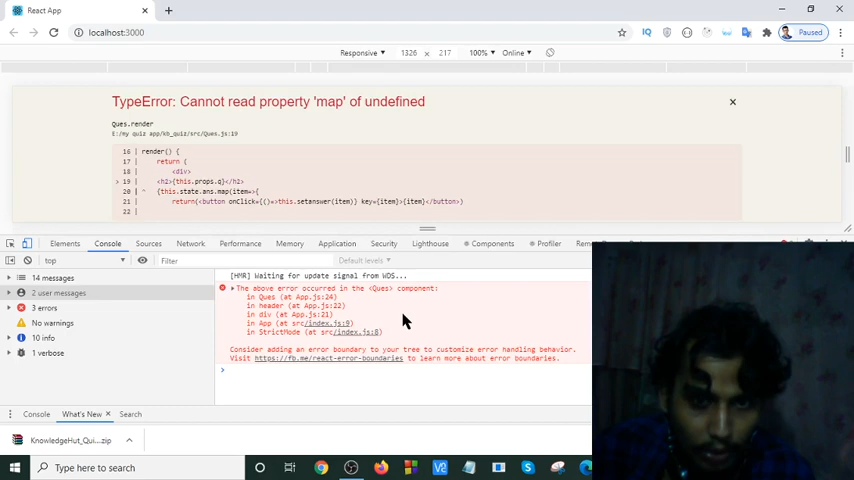 React App
localhost:3000
Paused
Responsive 1326 × 217 100% Online
TypeError: Cannot read property 'map' of undefined
Ques.render
E:/my quiz app/kb_quiz/src/Ques.js:19
16 | render() {
17 | return (
18 | <div>
> 19 | <h2>{this.props.q}</h2>
20 | ^ {this.state.ans.map(item=>{
21 | return(<button onClick={()=>this.setanswer(item)} key={item}>{item}</button>)
22 |
Elements Console Sources Network Performance Memory Application Security Lighthouse Components Profiler
top Filter Default levels
14 messages
2 user messages
3 errors
No warnings
10 info
1 verbose
[HMR] Waiting for update signal from WDS...
The above error occurred in the <Ques> component:
in Ques (at App.js:24)
in header (at App.js:22)
in div (at App.js:21)
in App (at src/index.js:9)
in StrictMode (at src/index.js:8)
Consider adding an error boundary to your tree to customize error handling behavior.
Visit https://fb.me/react-error-boundaries to learn more about error boundaries.
Console What's New Search
KnowledgeHut_Qui....zip
Type here to search